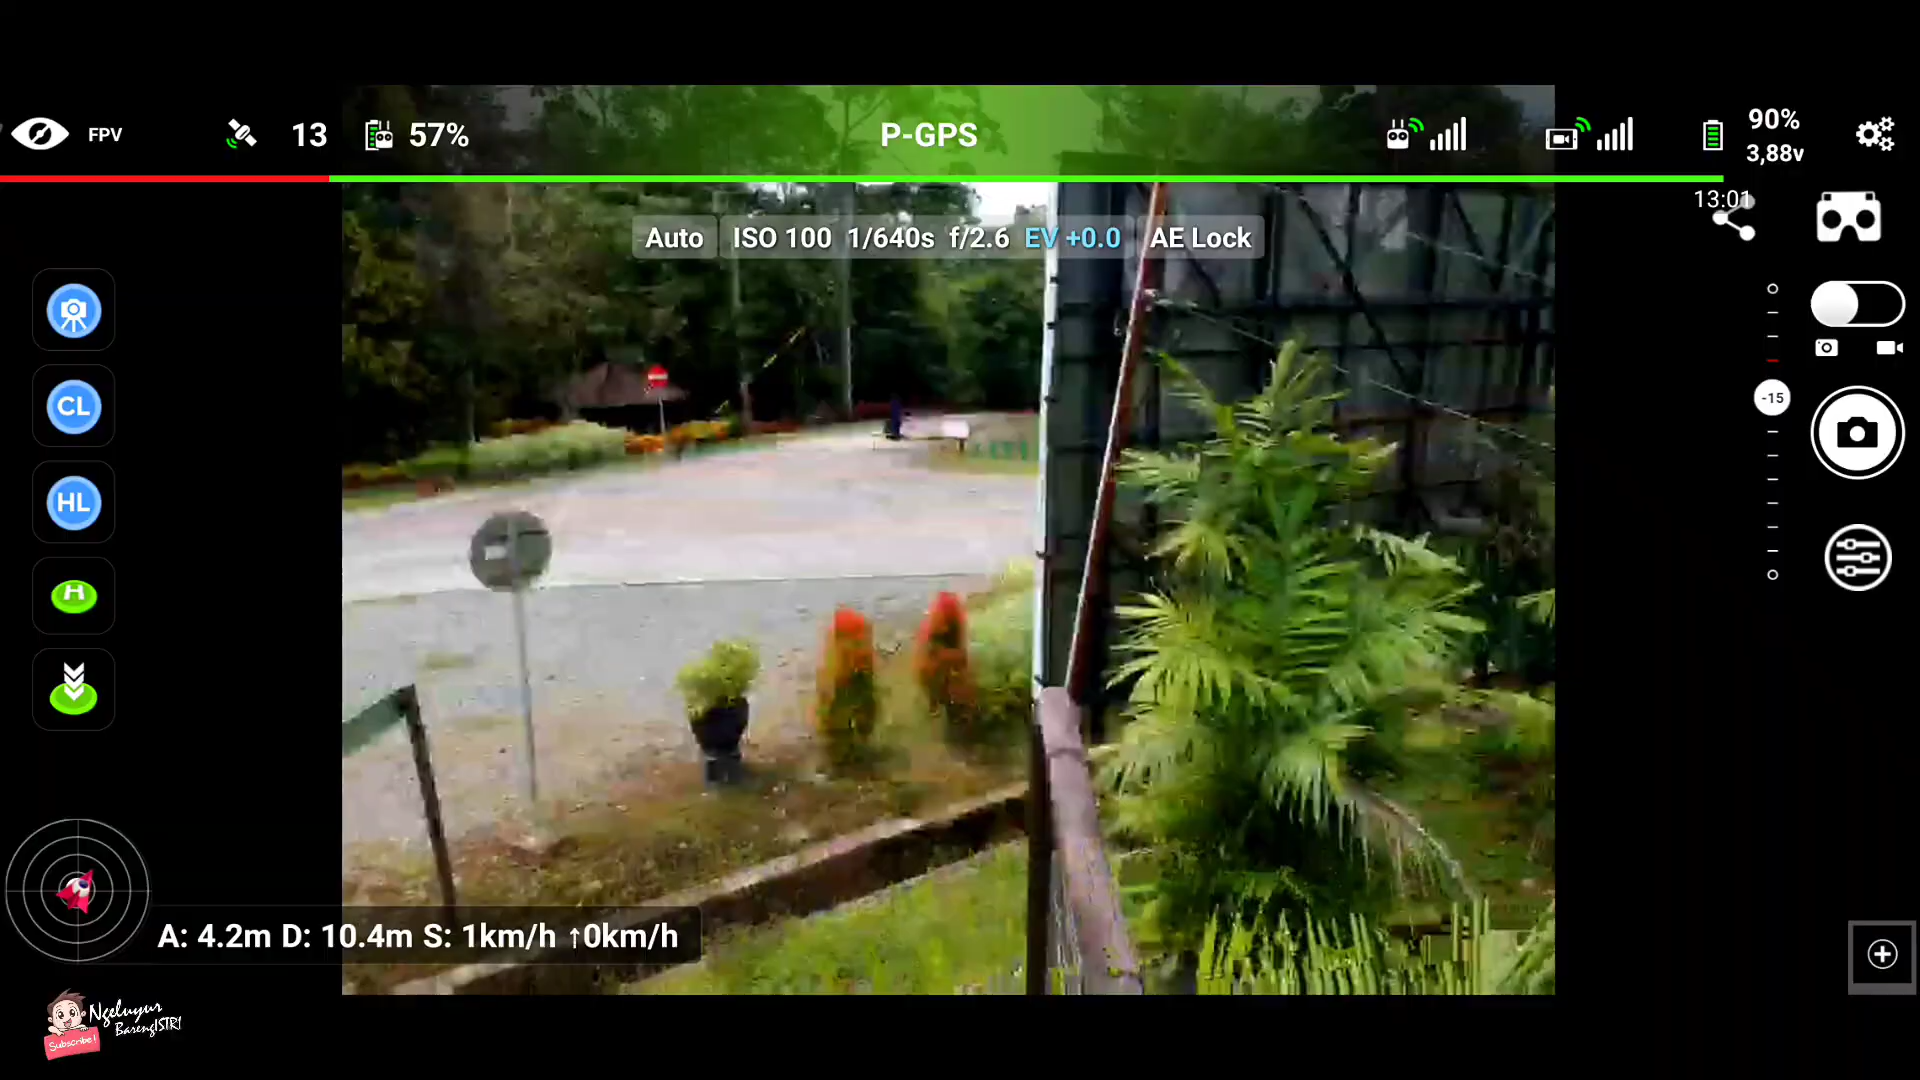 FPV 13 57% P-GPS 90%
3,88v
13:01
Auto ISO 100 1/640s f/2.6 EV +0.0 AE Lock
CL
-15
HL
H
A: 4.2m D: 10.4m S: 1km/h ↑0km/h
Ngeluyur
BarengISTRI
Subscribe!